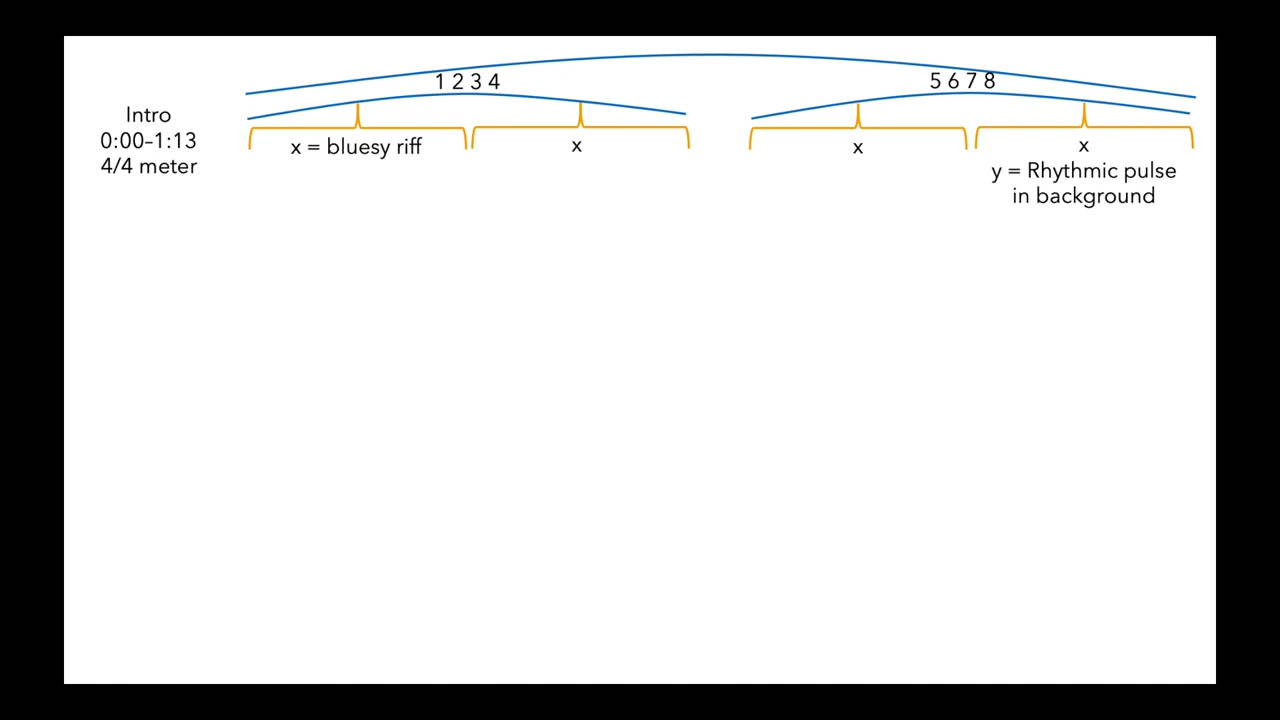 1 2 3 4
5 6 7 8
Intro
0:00–1:13
4/4 meter
x = bluesy riff
x
x
x
y = Rhythmic pulse
in background